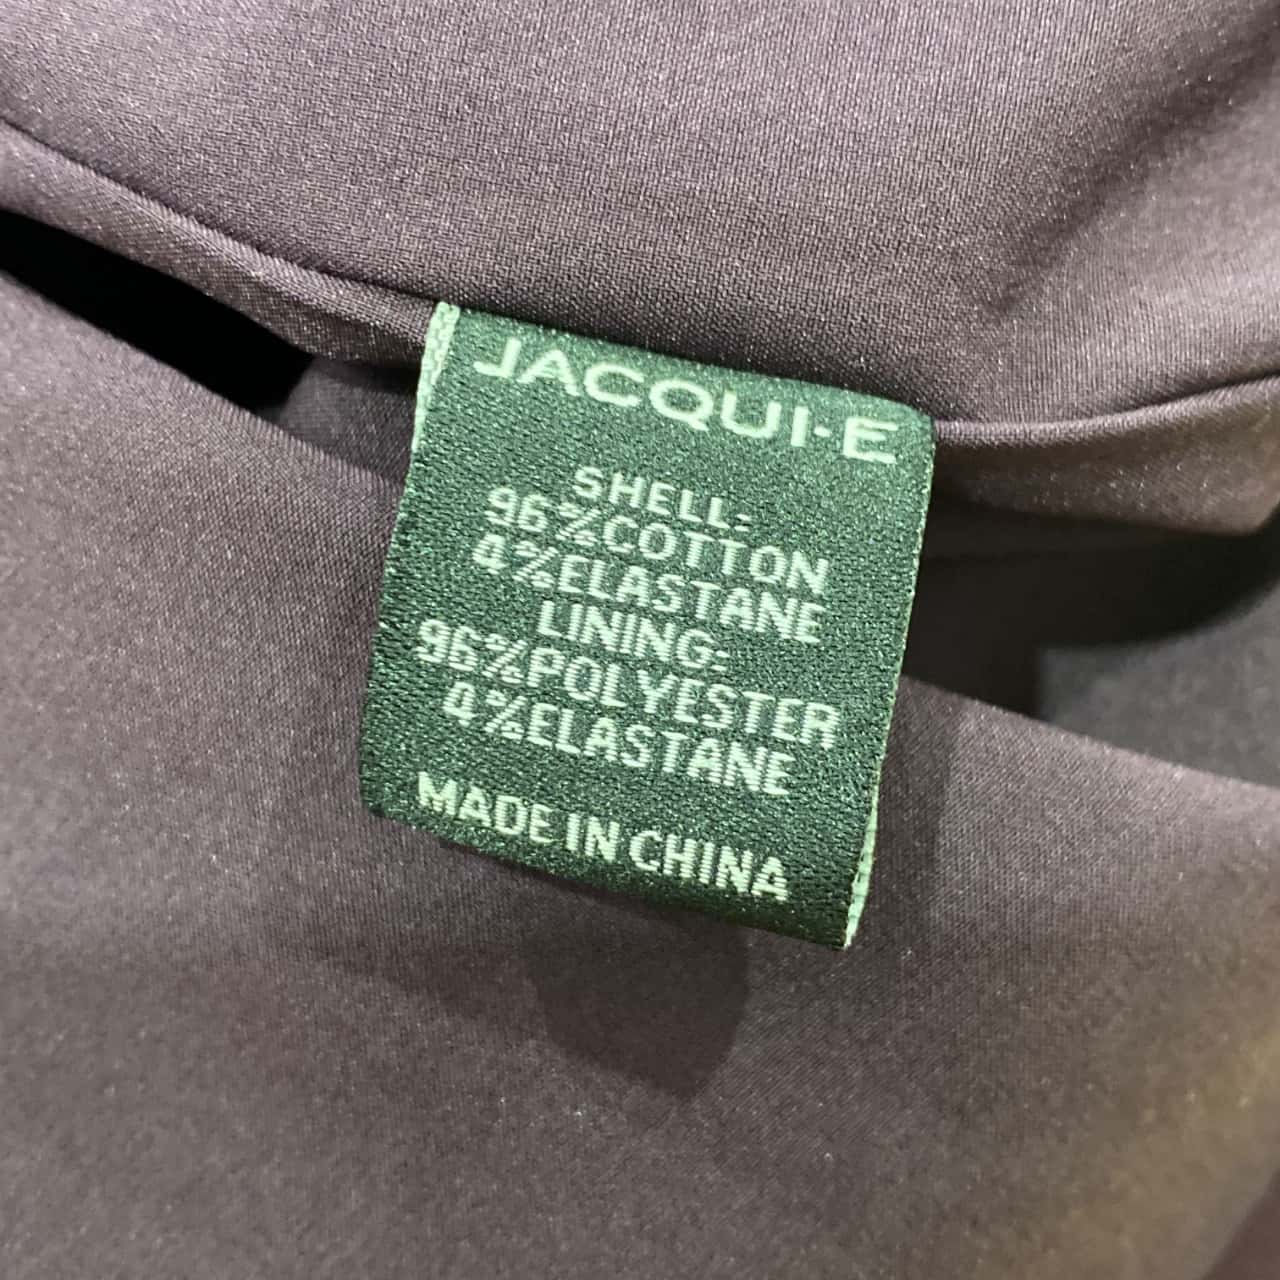 JACQUI·E
SHELL:
96%COTTON
4%ELASTANE
LINING:
96%POLYESTER
4%ELASTANE
MADE IN CHINA